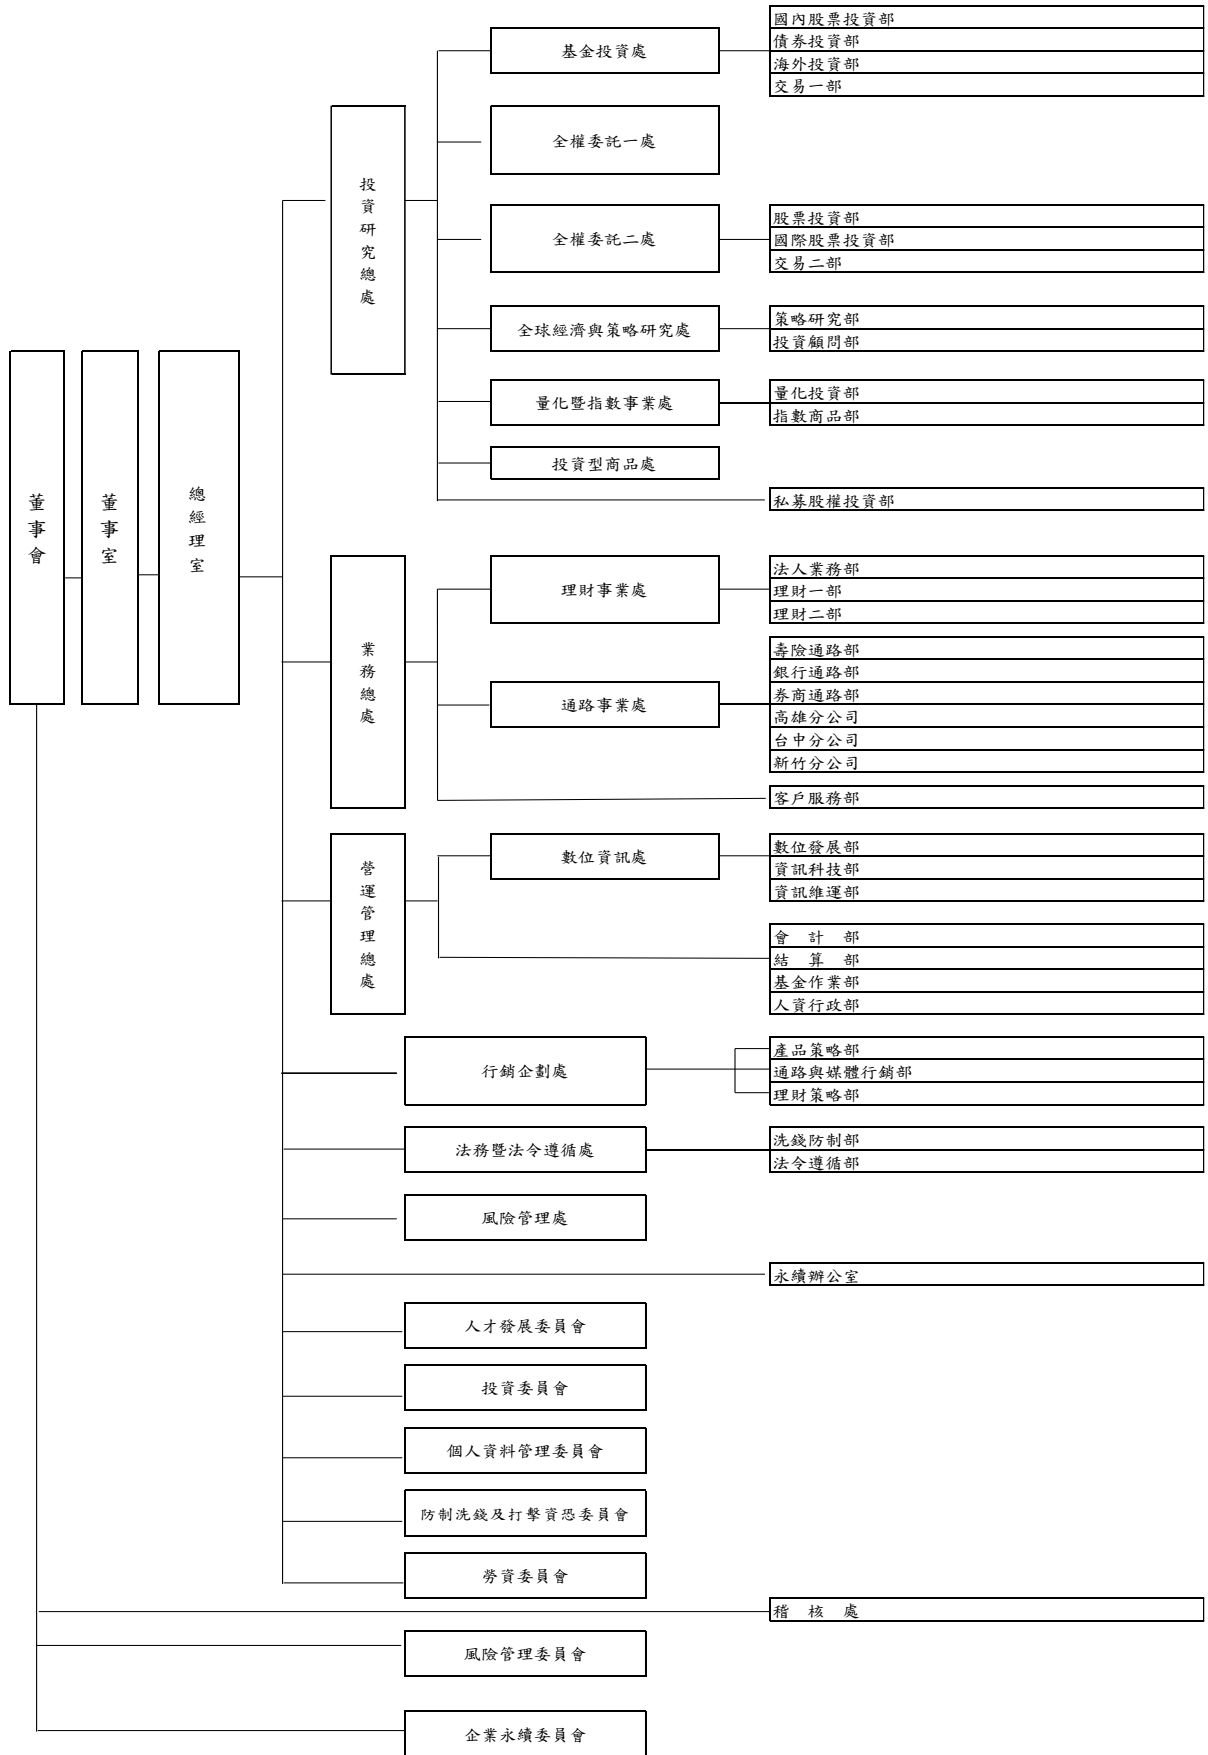 董事會
董事室
總經理室
投資研究總處
基金投資處
國內股票投資部
債券投資部
海外投資部
交易一部
全權委託一處
全權委託二處
股票投資部
國際股票投資部
交易二部
全球經濟與策略研究處
策略研究部
投資顧問部
量化暨指數事業處
量化投資部
指數商品部
投資型商品處
私募股權投資部
業務總處
理財事業處
法人業務部
理財一部
理財二部
通路事業處
壽險通路部
銀行通路部
券商通路部
高雄分公司
台中分公司
新竹分公司
客戶服務部
營運管理總處
數位資訊處
數位發展部
資訊科技部
資訊維運部
會 計 部
結 算 部
基金作業部
人資行政部
行銷企劃處
產品策略部
通路與媒體行銷部
理財策略部
法務暨法令遵循處
洗錢防制部
法令遵循部
風險管理處
永續辦公室
人才發展委員會
投資委員會
個人資料管理委員會
防制洗錢及打擊資恐委員會
勞資委員會
稽 核 處
風險管理委員會
企業永續委員會